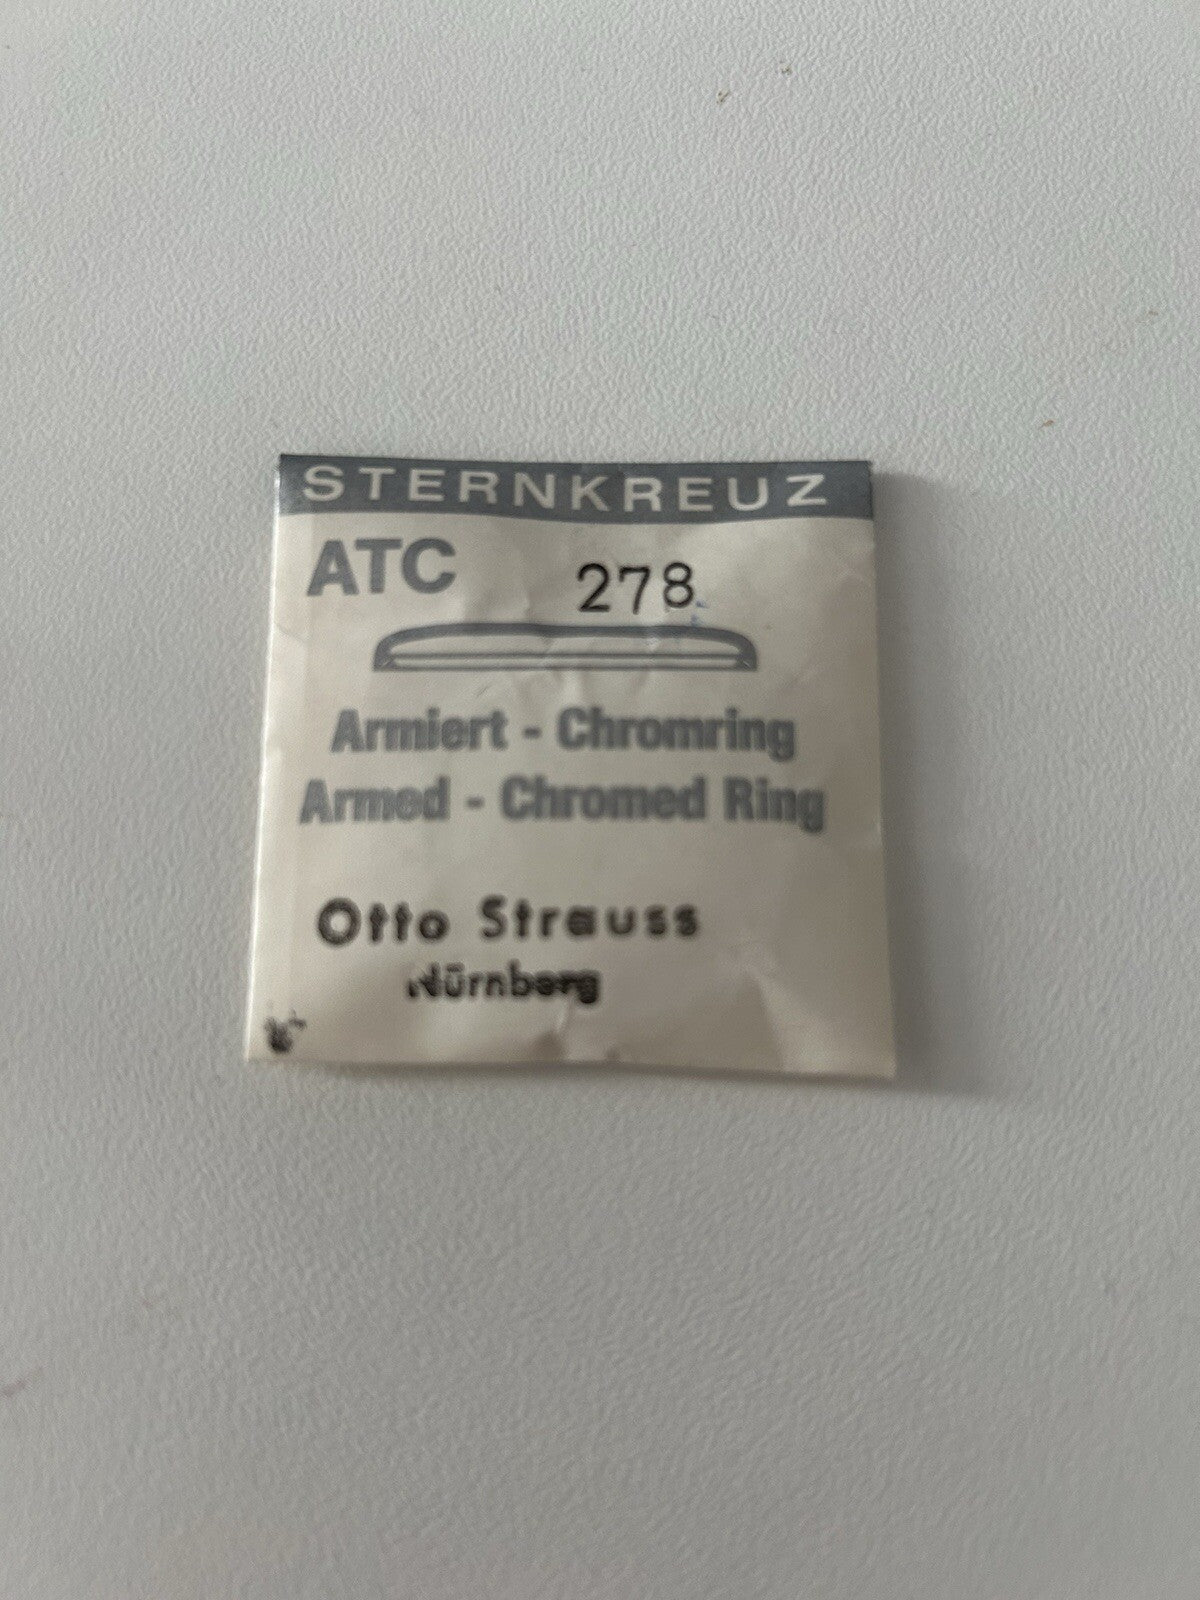 STERNKREUZ
ATC 278
Armiert - Chromring
Armed - Chromed Ring
Otto Strauss
Nürnberg